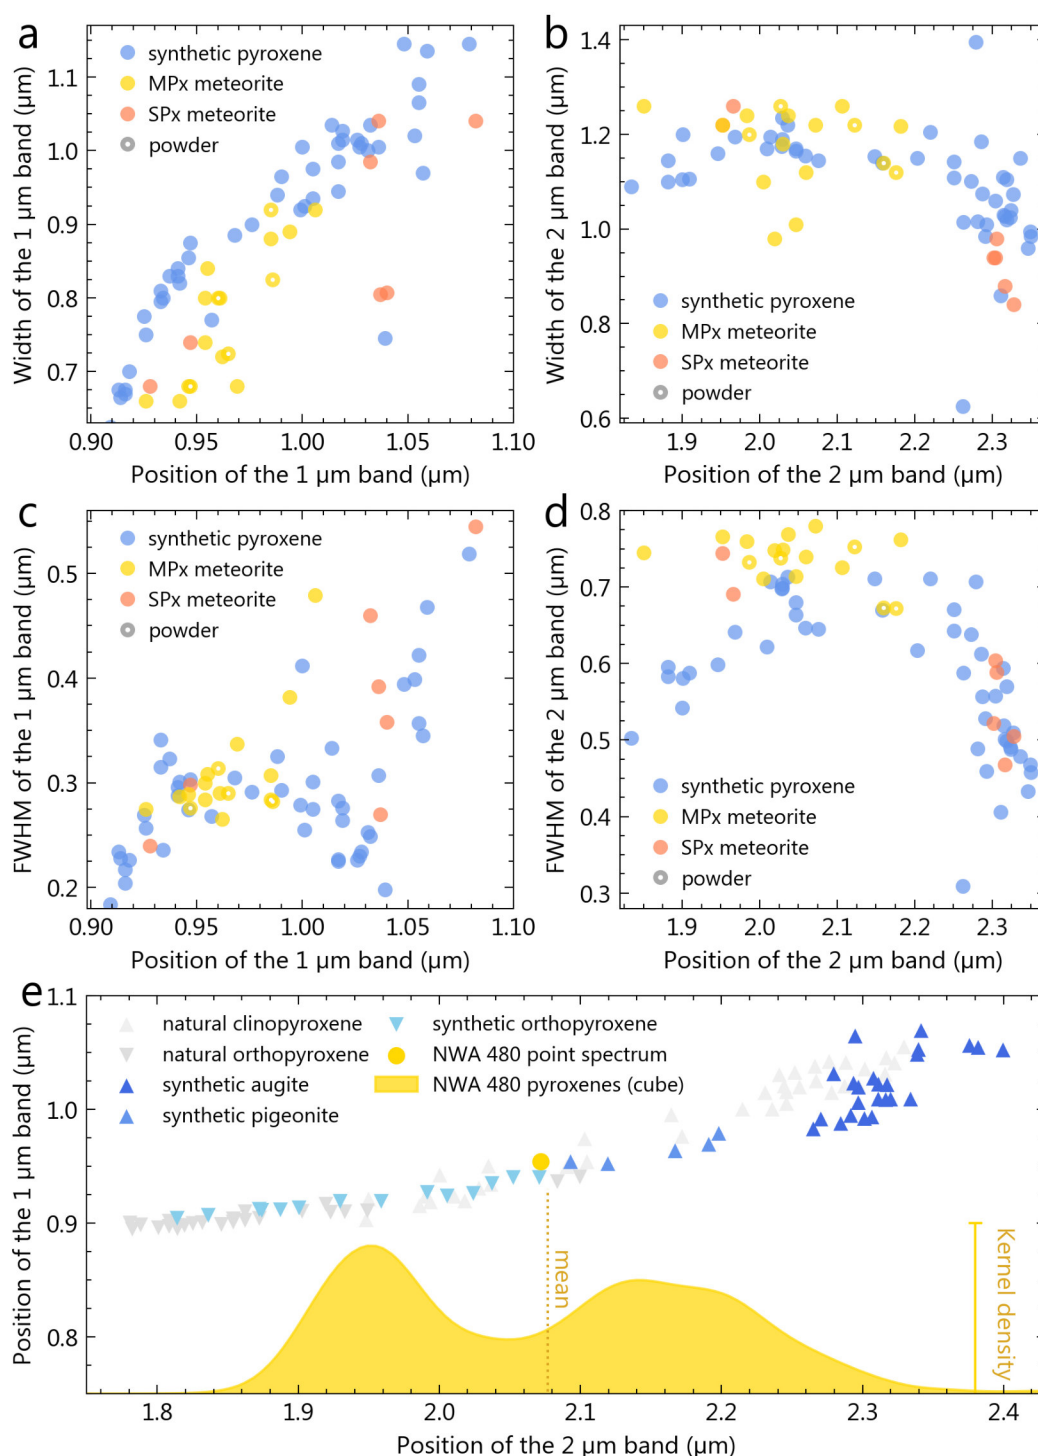 a
synthetic pyroxene
MPx meteorite
SPx meteorite
powder
Width of the 1 µm band (µm)
1.1
1.0
0.9
0.8
0.7
0.90 0.95 1.00 1.05 1.10
Position of the 1 µm band (µm)
b
synthetic pyroxene
MPx meteorite
SPx meteorite
powder
Width of the 2 µm band (µm)
1.4
1.2
1.0
0.8
0.6
1.9 2.0 2.1 2.2 2.3
Position of the 2 µm band (µm)
c
synthetic pyroxene
MPx meteorite
SPx meteorite
powder
FWHM of the 1 µm band (µm)
0.5
0.4
0.3
0.2
0.90 0.95 1.00 1.05 1.10
Position of the 1 µm band (µm)
d
synthetic pyroxene
MPx meteorite
SPx meteorite
powder
FWHM of the 2 µm band (µm)
0.8
0.7
0.6
0.5
0.4
0.3
1.9 2.0 2.1 2.2 2.3
Position of the 2 µm band (µm)
e
natural clinopyroxene
natural orthopyroxene
synthetic augite
synthetic pigeonite
synthetic orthopyroxene
NWA 480 point spectrum
NWA 480 pyroxenes (cube)
Position of the 1 µm band (µm)
1.1
1.0
0.9
0.8
mean
Kernel density
1.8 1.9 2.0 2.1 2.2 2.3 2.4
Position of the 2 µm band (µm)